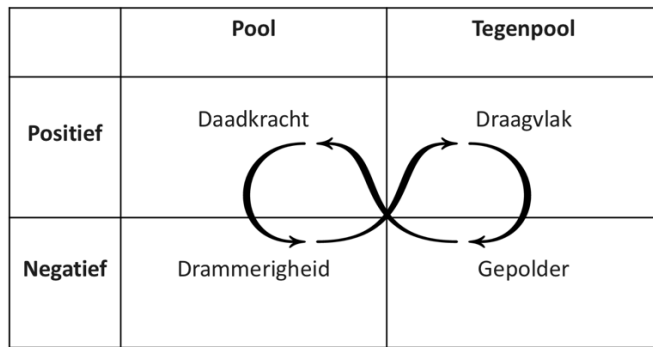 Pool
Tegenpool
Positief
Daadkracht
Draagvlak
Negatief
Drammerigheid
Gepolder